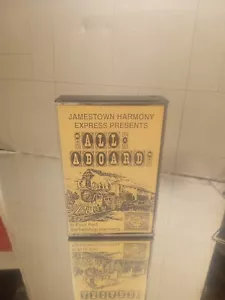 JAMESTOWN HARMONY
EXPRESS PRESENTS
ALL
ABOARD